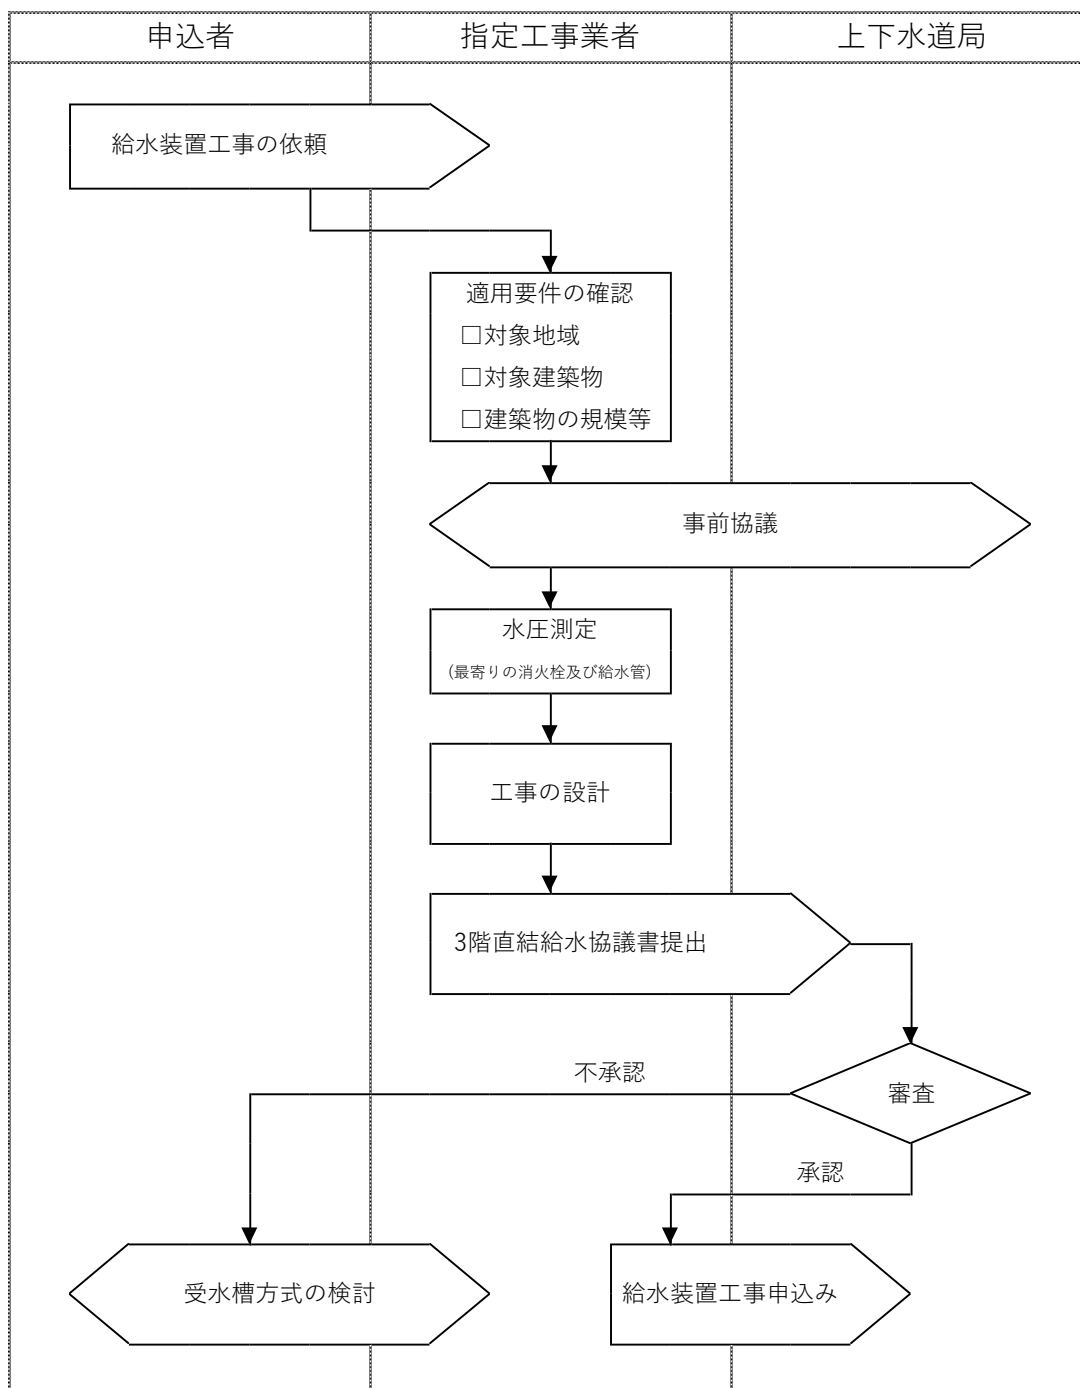 申込者
指定工事業者
上下水道局
給水装置工事の依頼
適用要件の確認
□対象地域
□対象建築物
□建築物の規模等
事前協議
水圧測定
(最寄りの消火栓及び給水管)
工事の設計
3階直結給水協議書提出
不承認
審査
承認
受水槽方式の検討
給水装置工事申込み